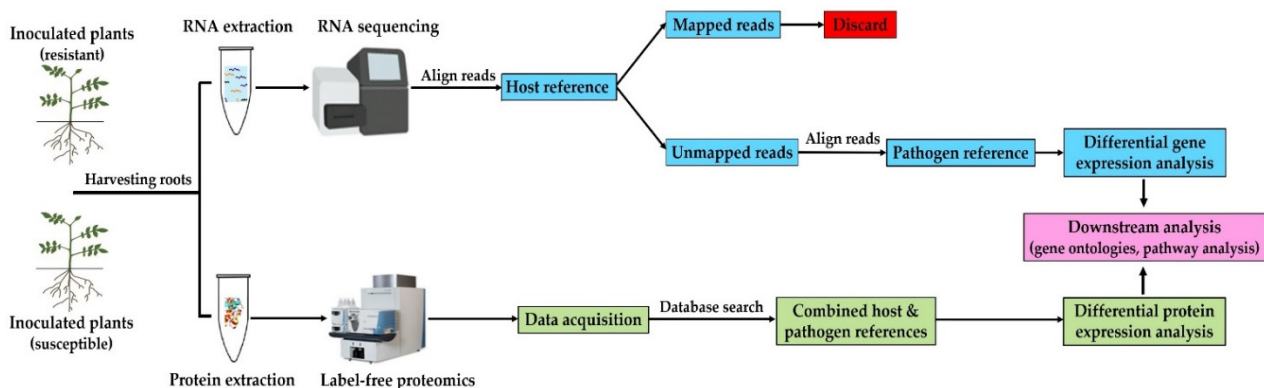 Inoculated plants
(resistant)
RNA extraction
RNA sequencing
Align reads
Host reference
Mapped reads
Discard
Unmapped reads
Align reads
Pathogen reference
Differential gene
expression analysis
Harvesting roots
Downstream analysis
(gene ontologies, pathway analysis)
Inoculated plants
(susceptible)
Protein extraction
Label-free proteomics
Data acquisition
Database search
Combined host &
pathogen references
Differential protein
expression analysis